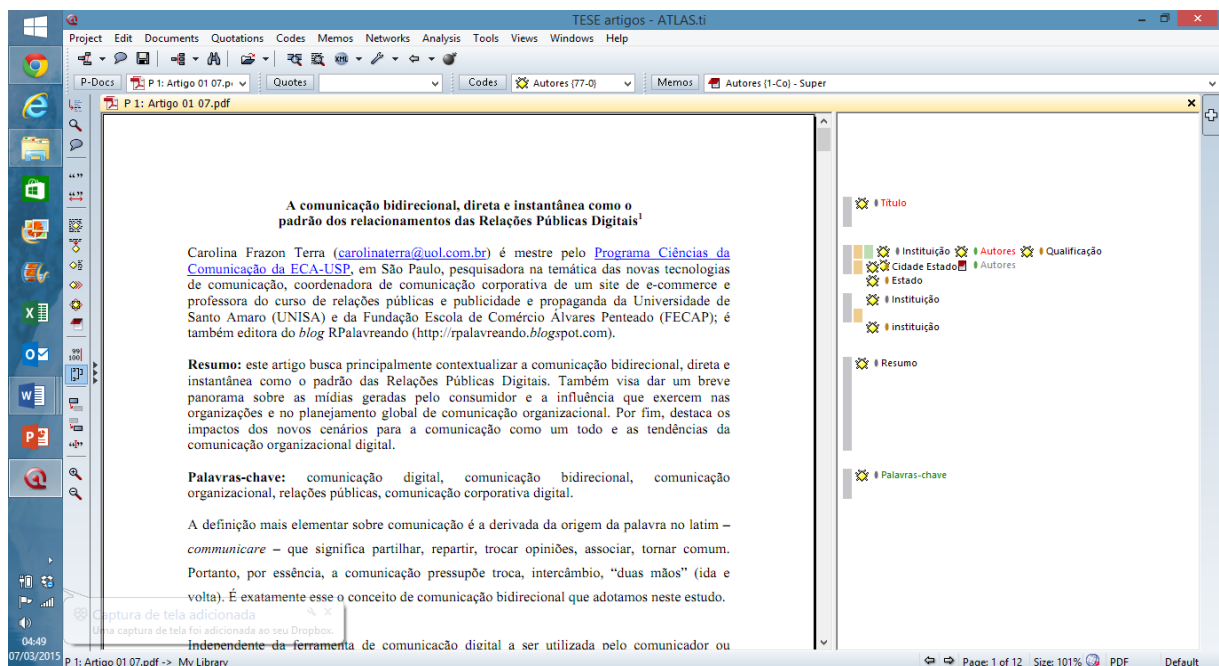 TESE artigos - ATLAS.ti
Project Edit Documents Quotations Codes Memos Networks Analysis Tools Views Windows Help
P-Docs P 1: Artigo 01 07.p Quotes Codes Autores {77-0} Memos Autores {1-Co} - Super
P 1: Artigo 01 07.pdf
A comunicação bidirecional, direta e instantânea como o
padrão dos relacionamentos das Relações Públicas Digitais1
Carolina Frazon Terra (carolinaterra@uol.com.br) é mestre pelo Programa Ciências da
Comunicação da ECA-USP, em São Paulo, pesquisadora na temática das novas tecnologias
de comunicação, coordenadora de comunicação corporativa de um site de e-commerce e
professora do curso de relações públicas e publicidade e propaganda da Universidade de
Santo Amaro (UNISA) e da Fundação Escola de Comércio Álvares Penteado (FECAP); é
também editora do blog RPalavreando (http://rpalavreando.blogspot.com).
Resumo: este artigo busca principalmente contextualizar a comunicação bidirecional, direta e
instantânea como o padrão das Relações Públicas Digitais. Também visa dar um breve
panorama sobre as mídias geradas pelo consumidor e a influência que exercem nas
organizações e no planejamento global de comunicação organizacional. Por fim, destaca os
impactos dos novos cenários para a comunicação como um todo e as tendências da
comunicação organizacional digital.
Palavras-chave: comunicação digital, comunicação bidirecional, comunicação
organizacional, relações públicas, comunicação corporativa digital.
A definição mais elementar sobre comunicação é a derivada da origem da palavra no latim –
communicare – que significa partilhar, repartir, trocar opiniões, associar, tornar comum.
Portanto, por essência, a comunicação pressupõe troca, intercâmbio, “duas mãos” (ida e
volta). É exatamente esse o conceito de comunicação bidirecional que adotamos neste estudo.
Independente da ferramenta de comunicação digital a ser utilizada pelo comunicador ou
Título
Instituição Autores Qualificação
Cidade Estado Autores
Estado
Instituição
instituição
Resumo
Palavras-chave
Captura de tela adicionada
Uma captura de tela foi adicionada ao seu Dropbox.
04:49
07/03/2015
P 1: Artigo 01 07.pdf -> My Library
Page: 1 of 12 Size: 101% PDF Default